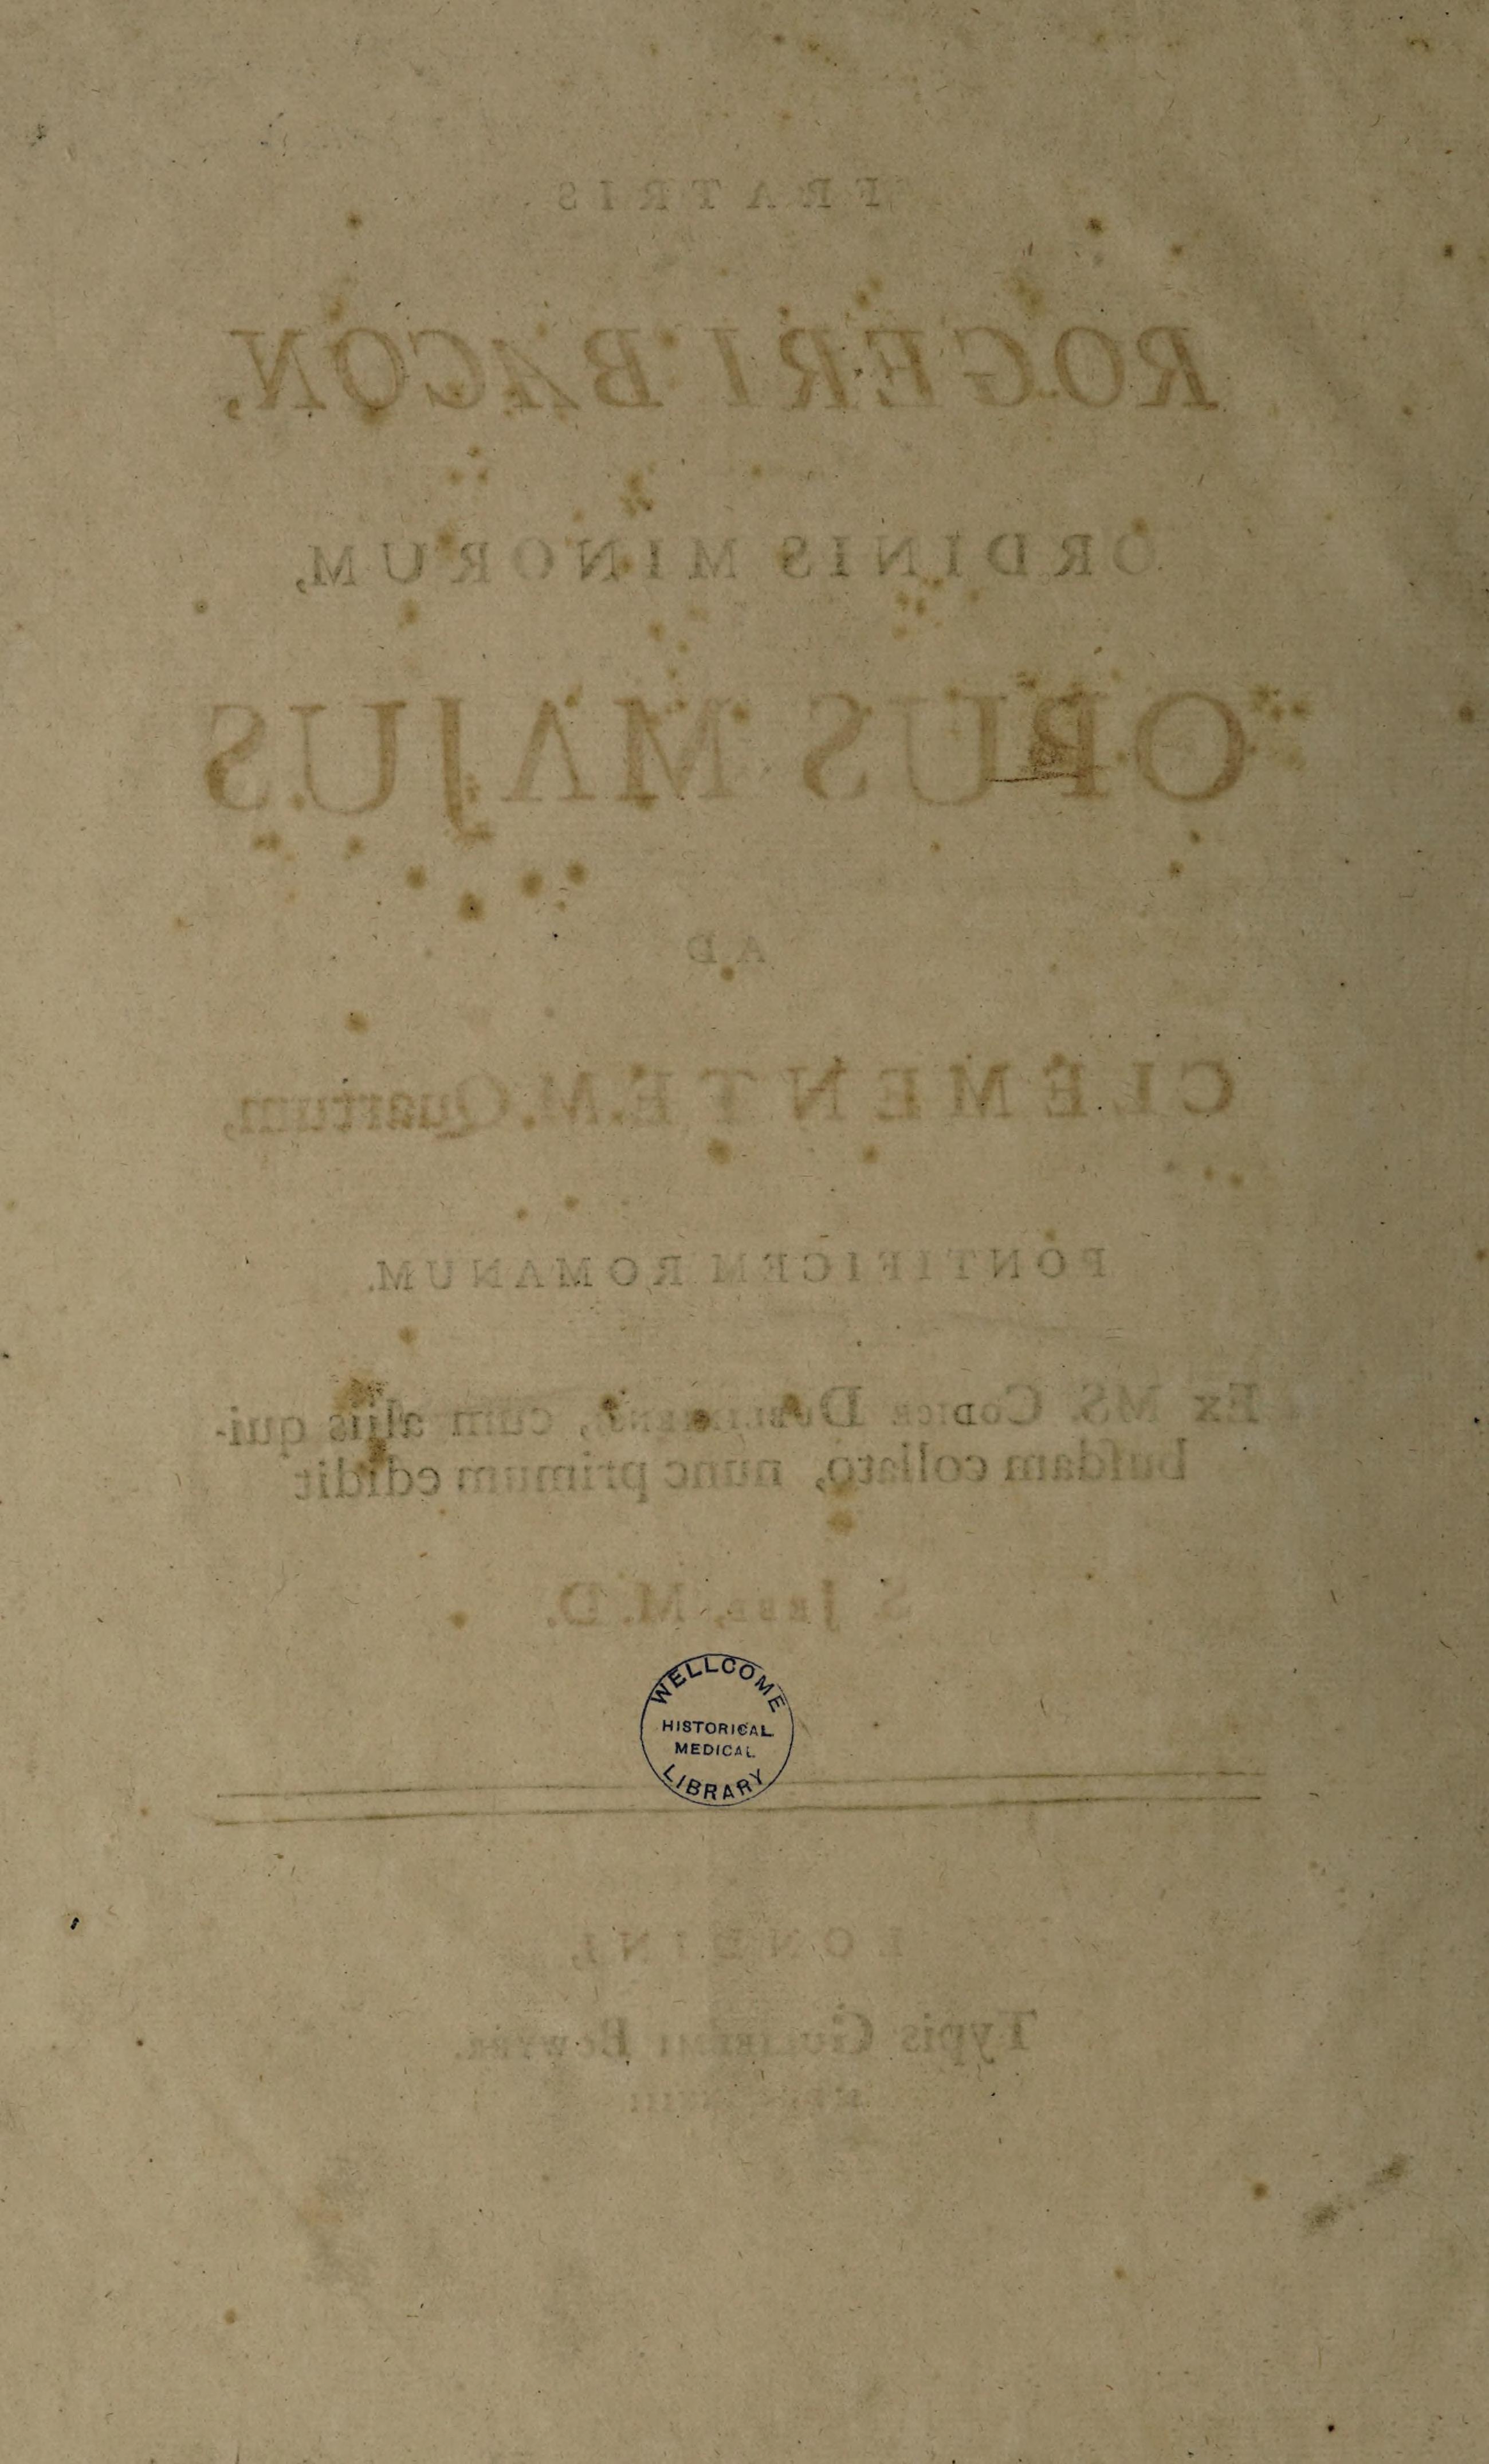 FRATRIS
ROGERI BACON,
ORDINIS MINORUM,
OPUS MAJUS
AD
CLEMENTEM Quartum,
PONTIFICEM ROMANUM.
Ex MS. Codice Dubliniensi, cum aliis qui-
buſdam collato, nunc primum edidit
S. Jebb, M. D.
WELLCOME
HISTORICAL
MEDICAL
LIBRARY
LONDINI,
Typis Gulielmi Bowyer.